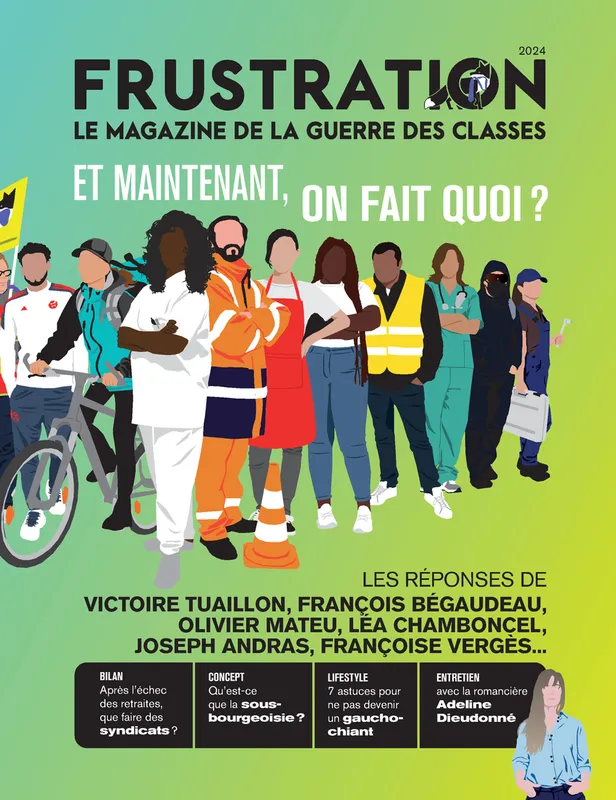 2024
FRUSTRATION
LE MAGAZINE DE LA GUERRE DES CLASSES
ET MAINTENANT,
ON FAIT QUOI ?
LES RÉPONSES DE
VICTOIRE TUAILLON, FRANÇOIS BÉGAUDEAU,
OLIVIER MATEU, LÉA CHAMBONCEL,
JOSEPH ANDRAS, FRANÇOISE VERGÈS...
BILAN
Après l'échec
des retraites,
que faire des
syndicats ?
CONCEPT
Qu'est-ce
que la sous-
bourgeoisie ?
LIFESTYLE
7 astuces pour
ne pas devenir
un gaucho-
chiant
ENTRETIEN
avec la romancière
Adeline
Dieudonné